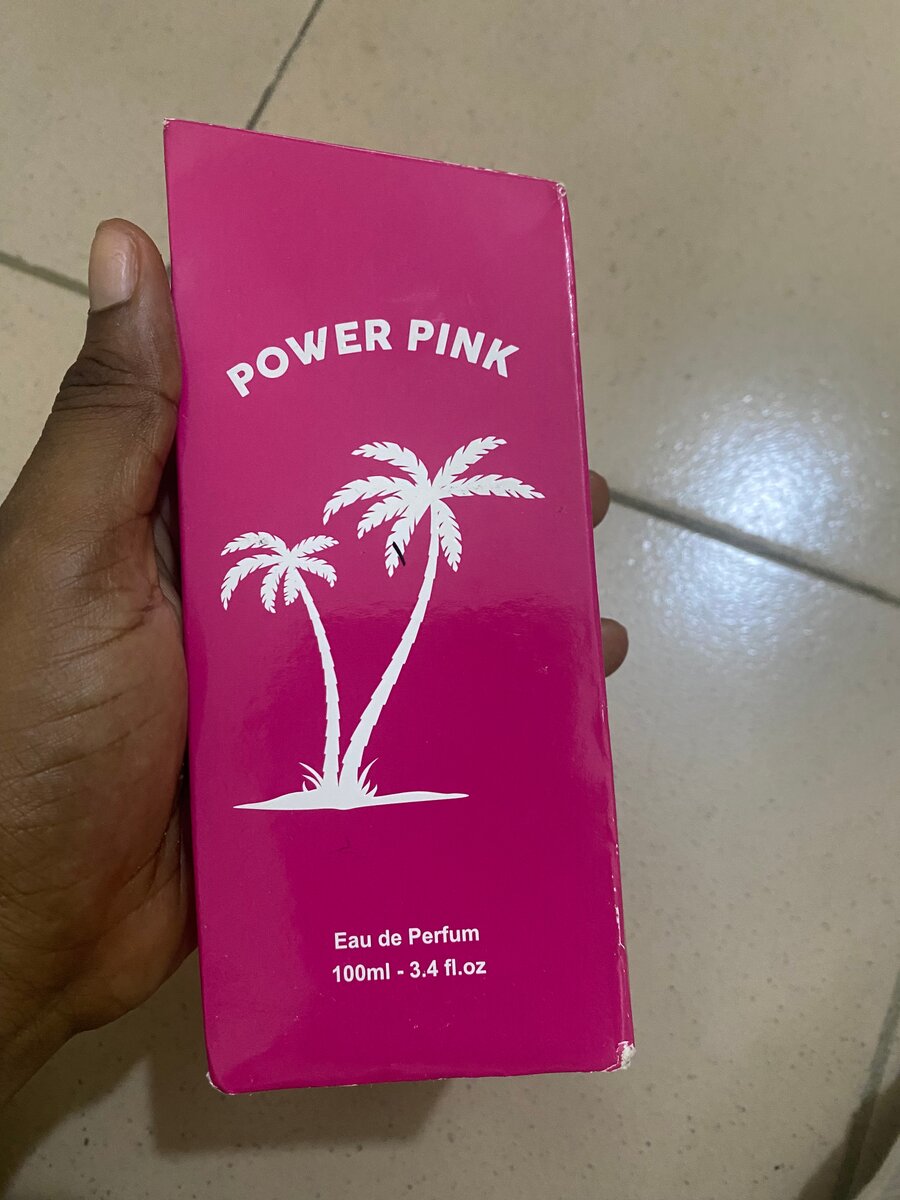 POWER PINK
Eau de Perfum
100ml - 3.4 fl.oz